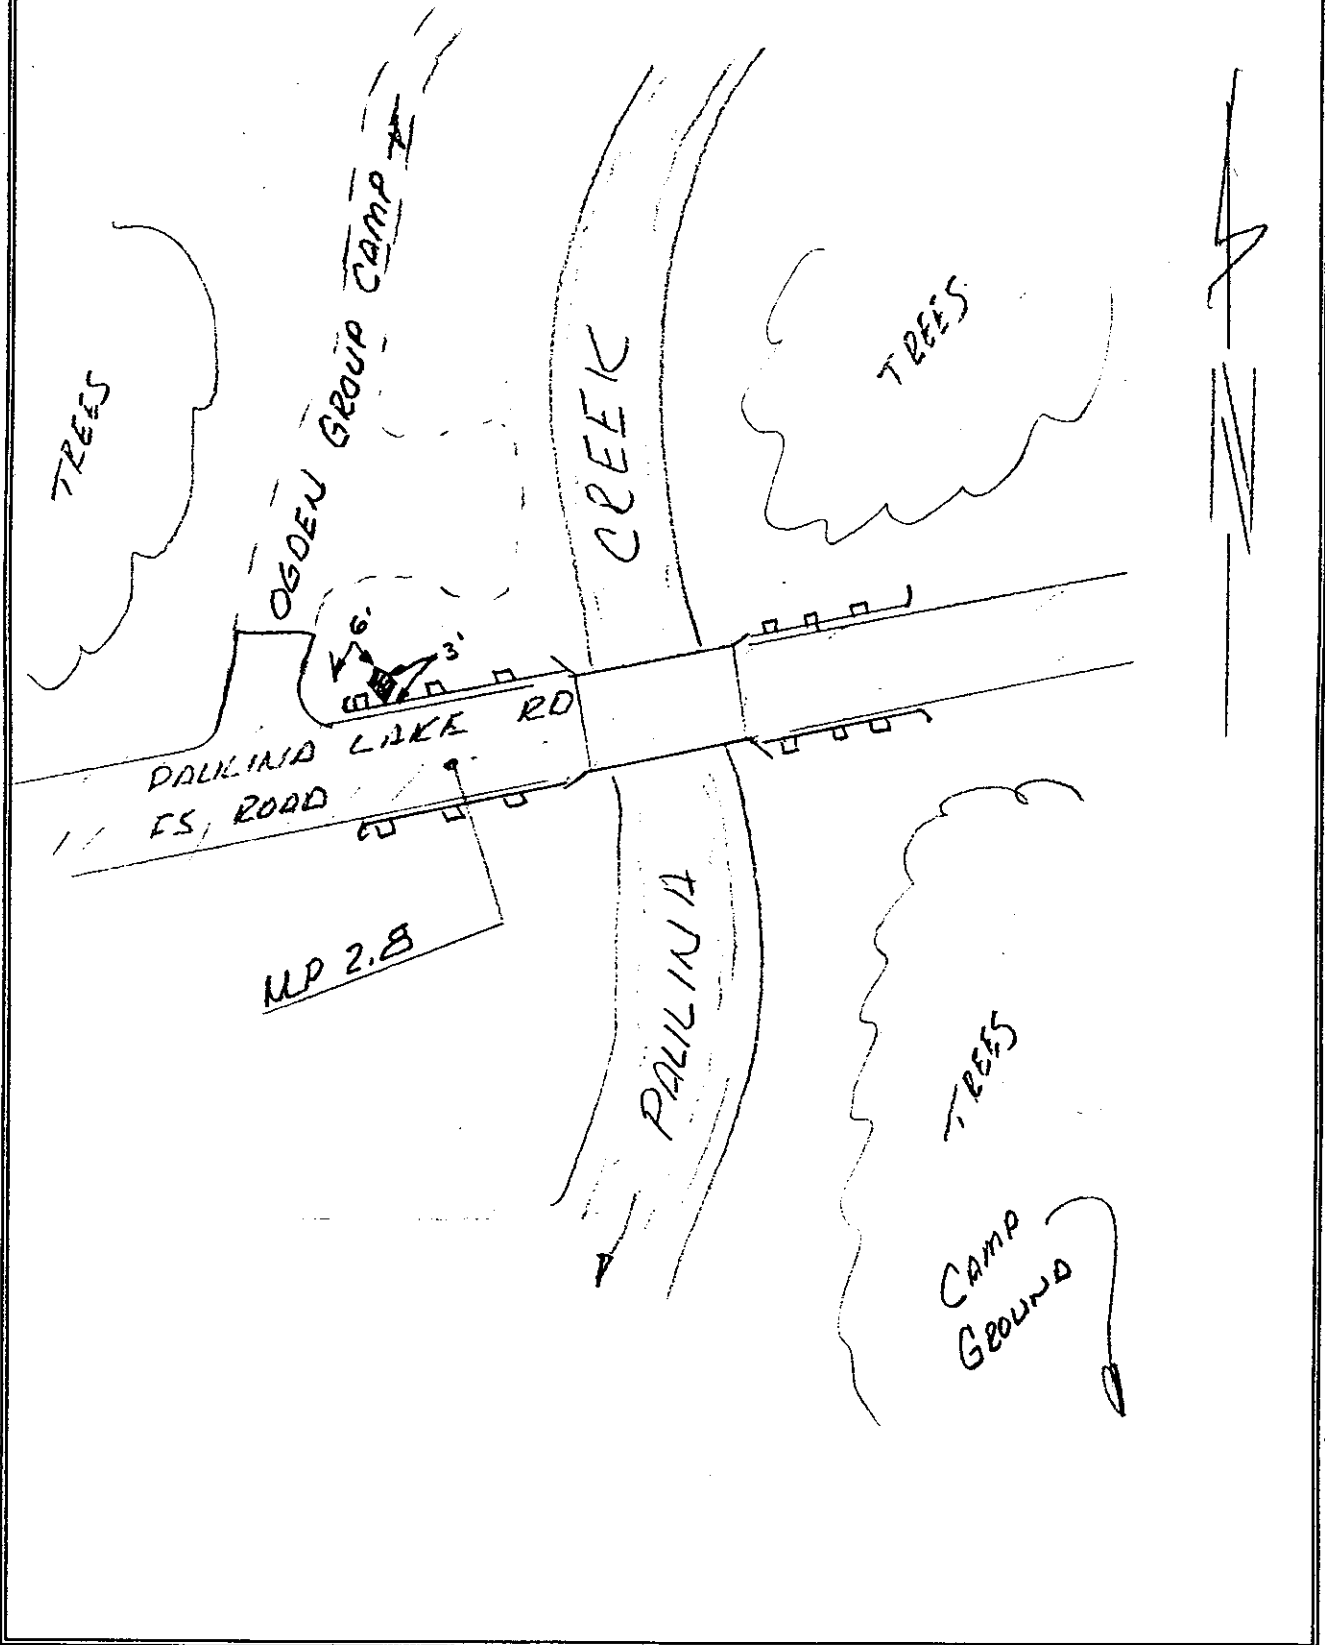 OGDEN GROUP CAMP
TREES
CREEK
TREES
N
6'
3'
PAULINA LAKE RD
FS ROAD
MP 2.8
PAULINA
TREES
CAMP
GROUND